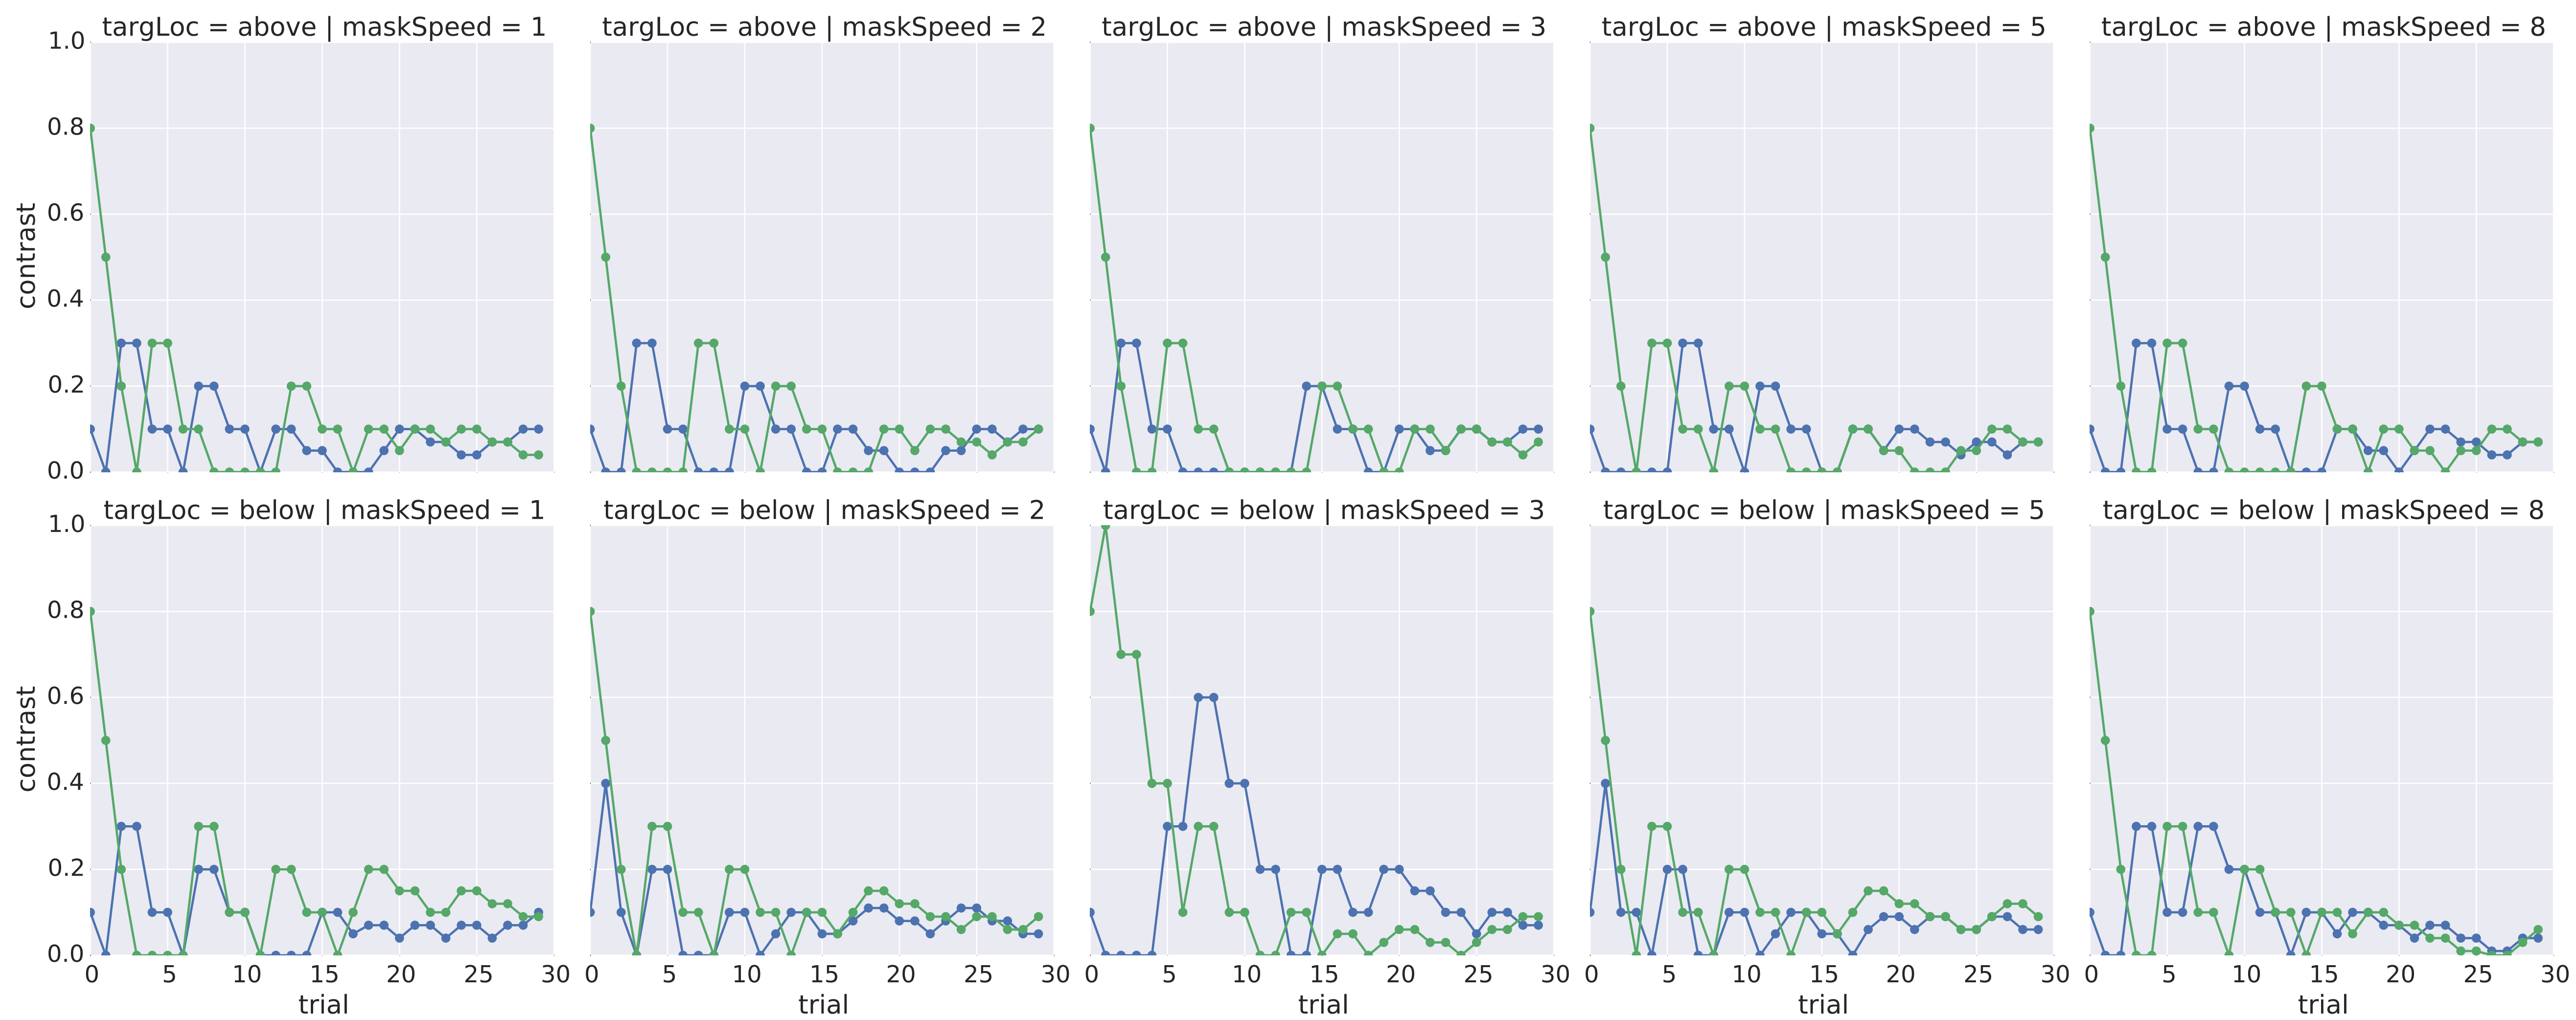 targLoc = above | maskSpeed = 1
targLoc = above | maskSpeed = 2
targLoc = above | maskSpeed = 3
targLoc = above | maskSpeed = 5
targLoc = above | maskSpeed = 8
1.0
0.8
0.6
0.4
0.2
0.0
contrast
targLoc = below | maskSpeed = 1
targLoc = below | maskSpeed = 2
targLoc = below | maskSpeed = 3
targLoc = below | maskSpeed = 5
targLoc = below | maskSpeed = 8
1.0
0.8
0.6
0.4
0.2
0.0
contrast
0 5 10 15 20 25 30
0 5 10 15 20 25 30
0 5 10 15 20 25 30
0 5 10 15 20 25 30
0 5 10 15 20 25 30
trial
trial
trial
trial
trial